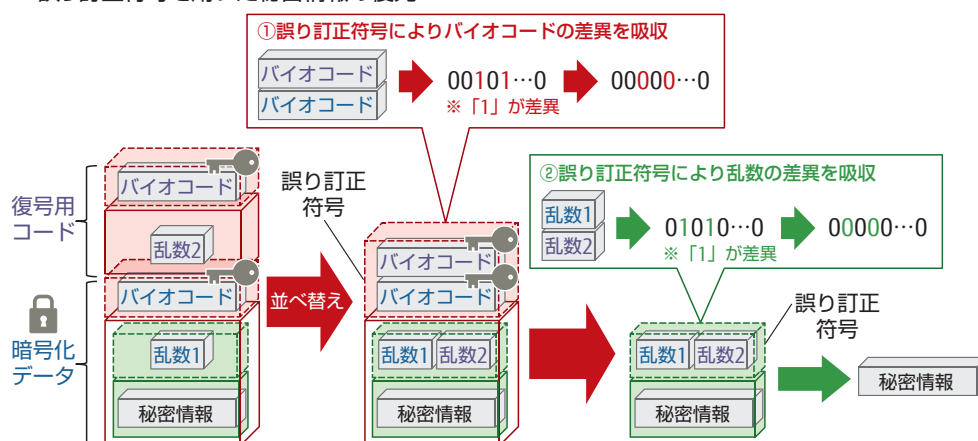 ①誤り訂正符号によりバイオコードの差異を吸収
バイオコード
バイオコード
00101…0
00000…0
※「1」が差異
②誤り訂正符号により乱数の差異を吸収
乱数1
乱数2
01010…0
00000…0
※「1」が差異
復号用
コード
バイオコード
乱数2
バイオコード
暗号化
データ
乱数1
秘密情報
並べ替え
誤り訂正
符号
バイオコード
バイオコード
乱数1
乱数2
秘密情報
誤り訂正
符号
乱数1
乱数2
秘密情報
秘密情報